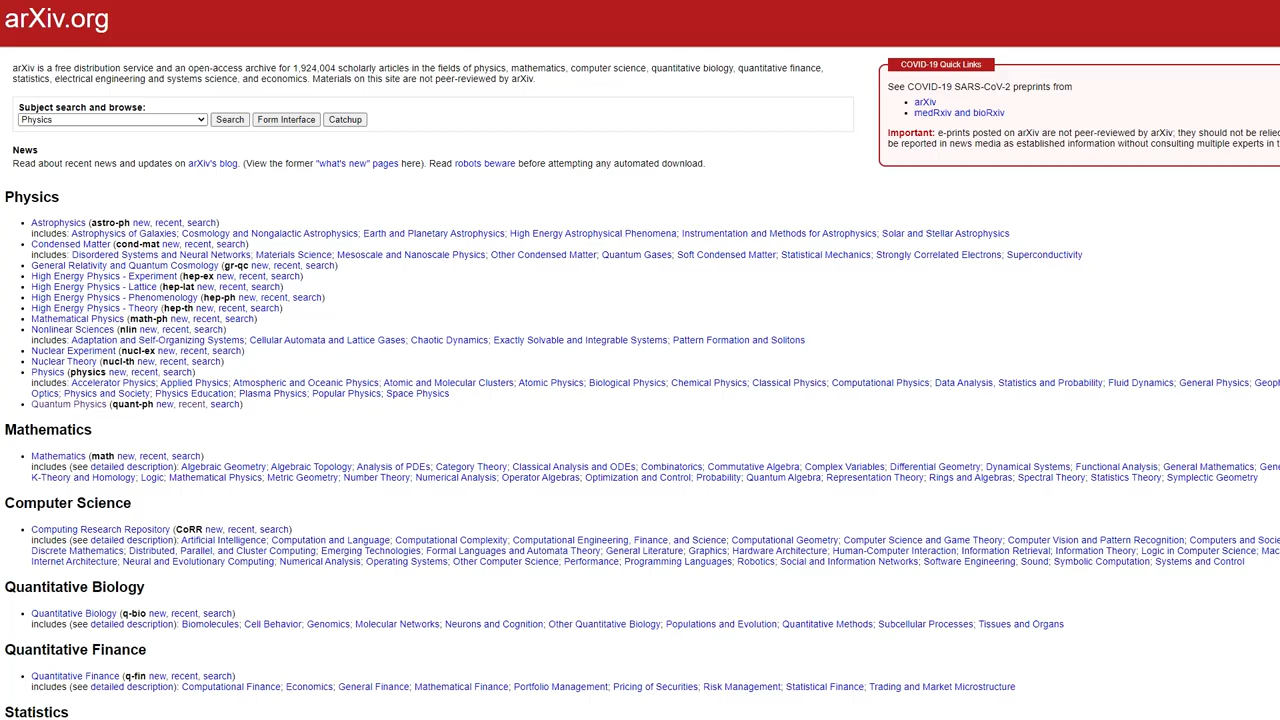 arXiv.org
arXiv is a free distribution service and an open-access archive for 1,924,004 scholarly articles in the fields of physics, mathematics, computer science, quantitative biology, quantitative finance,
statistics, electrical engineering and systems science, and economics. Materials on this site are not peer-reviewed by arXiv.
Subject search and browse:
Physics Search Form Interface Catchup
News
Read about recent news and updates on arXiv's blog. (View the former "what's new" pages here). Read robots beware before attempting any automated download.
COVID-19 Quick Links
See COVID-19 SARS-CoV-2 preprints from
• arXiv
• medRxiv and bioRxiv
Important: e-prints posted on arXiv are not peer-reviewed by arXiv; they should not be relied
be reported in news media as established information without consulting multiple experts in t
Physics
• Astrophysics (astro-ph new, recent, search)
includes: Astrophysics of Galaxies; Cosmology and Nongalactic Astrophysics; Earth and Planetary Astrophysics; High Energy Astrophysical Phenomena; Instrumentation and Methods for Astrophysics; Solar and Stellar Astrophysics
• Condensed Matter (cond-mat new, recent, search)
includes: Disordered Systems and Neural Networks; Materials Science; Mesoscale and Nanoscale Physics; Other Condensed Matter; Quantum Gases; Soft Condensed Matter; Statistical Mechanics; Strongly Correlated Electrons; Superconductivity
• General Relativity and Quantum Cosmology (gr-qc new, recent, search)
• High Energy Physics - Experiment (hep-ex new, recent, search)
• High Energy Physics - Lattice (hep-lat new, recent, search)
• High Energy Physics - Phenomenology (hep-ph new, recent, search)
• High Energy Physics - Theory (hep-th new, recent, search)
• Mathematical Physics (math-ph new, recent, search)
• Nonlinear Sciences (nlin new, recent, search)
includes: Adaptation and Self-Organizing Systems; Cellular Automata and Lattice Gases; Chaotic Dynamics; Exactly Solvable and Integrable Systems; Pattern Formation and Solitons
• Nuclear Experiment (nucl-ex new, recent, search)
• Nuclear Theory (nucl-th new, recent, search)
• Physics (physics new, recent, search)
includes: Accelerator Physics; Applied Physics; Atmospheric and Oceanic Physics; Atomic and Molecular Clusters; Atomic Physics; Biological Physics; Chemical Physics; Classical Physics; Computational Physics; Data Analysis, Statistics and Probability; Fluid Dynamics; General Physics; Geoph
Optics; Physics and Society; Physics Education; Plasma Physics; Popular Physics; Space Physics
• Quantum Physics (quant-ph new, recent, search)
Mathematics
• Mathematics (math new, recent, search)
includes (see detailed description): Algebraic Geometry; Algebraic Topology; Analysis of PDEs; Category Theory; Classical Analysis and ODEs; Combinatorics; Commutative Algebra; Complex Variables; Differential Geometry; Dynamical Systems; Functional Analysis; General Mathematics; Gene
K-Theory and Homology; Logic; Mathematical Physics; Metric Geometry; Number Theory; Numerical Analysis; Operator Algebras; Optimization and Control; Probability; Quantum Algebra; Representation Theory; Rings and Algebras; Spectral Theory; Statistics Theory; Symplectic Geometry
Computer Science
• Computing Research Repository (CoRR new, recent, search)
includes (see detailed description): Artificial Intelligence; Computation and Language; Computational Complexity; Computational Engineering, Finance, and Science; Computational Geometry; Computer Science and Game Theory; Computer Vision and Pattern Recognition; Computers and Socie
Discrete Mathematics; Distributed, Parallel, and Cluster Computing; Emerging Technologies; Formal Languages and Automata Theory; General Literature; Graphics; Hardware Architecture; Human-Computer Interaction; Information Retrieval; Information Theory; Logic in Computer Science; Mac
Internet Architecture; Neural and Evolutionary Computing; Numerical Analysis; Operating Systems; Other Computer Science; Performance; Programming Languages; Robotics; Social and Information Networks; Software Engineering; Sound; Symbolic Computation; Systems and Control
Quantitative Biology
• Quantitative Biology (q-bio new, recent, search)
includes (see detailed description): Biomolecules; Cell Behavior; Genomics; Molecular Networks; Neurons and Cognition; Other Quantitative Biology; Populations and Evolution; Quantitative Methods; Subcellular Processes; Tissues and Organs
Quantitative Finance
• Quantitative Finance (q-fin new, recent, search)
includes (see detailed description): Computational Finance; Economics; General Finance; Mathematical Finance; Portfolio Management; Pricing of Securities; Risk Management; Statistical Finance; Trading and Market Microstructure
Statistics